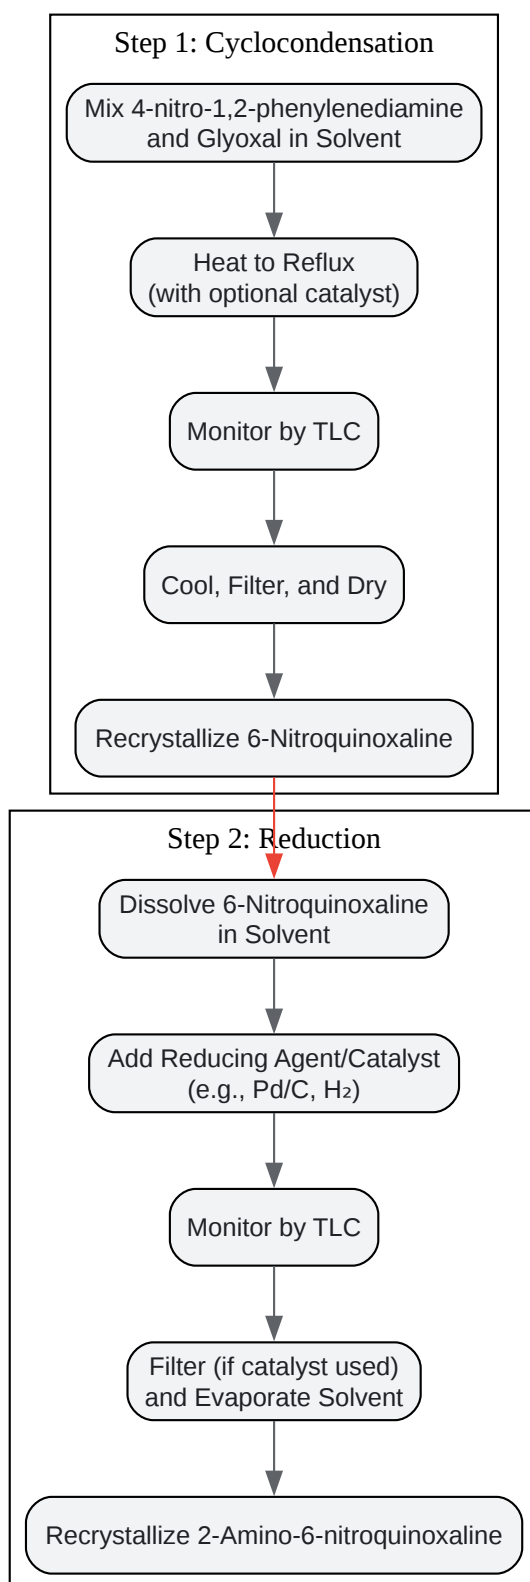 Step 1: Cyclocondensation
Mix 4-nitro-1,2-phenylenediamine
and Glyoxal in Solvent
Heat to Reflux
(with optional catalyst)
Monitor by TLC
Cool, Filter, and Dry
Recrystallize 6-Nitroquinoxaline
Step 2: Reduction
Dissolve 6-Nitroquinoxaline
in Solvent
Add Reducing Agent/Catalyst
(e.g., Pd/C, H₂)
Monitor by TLC
Filter (if catalyst used)
and Evaporate Solvent
Recrystallize 2-Amino-6-nitroquinoxaline